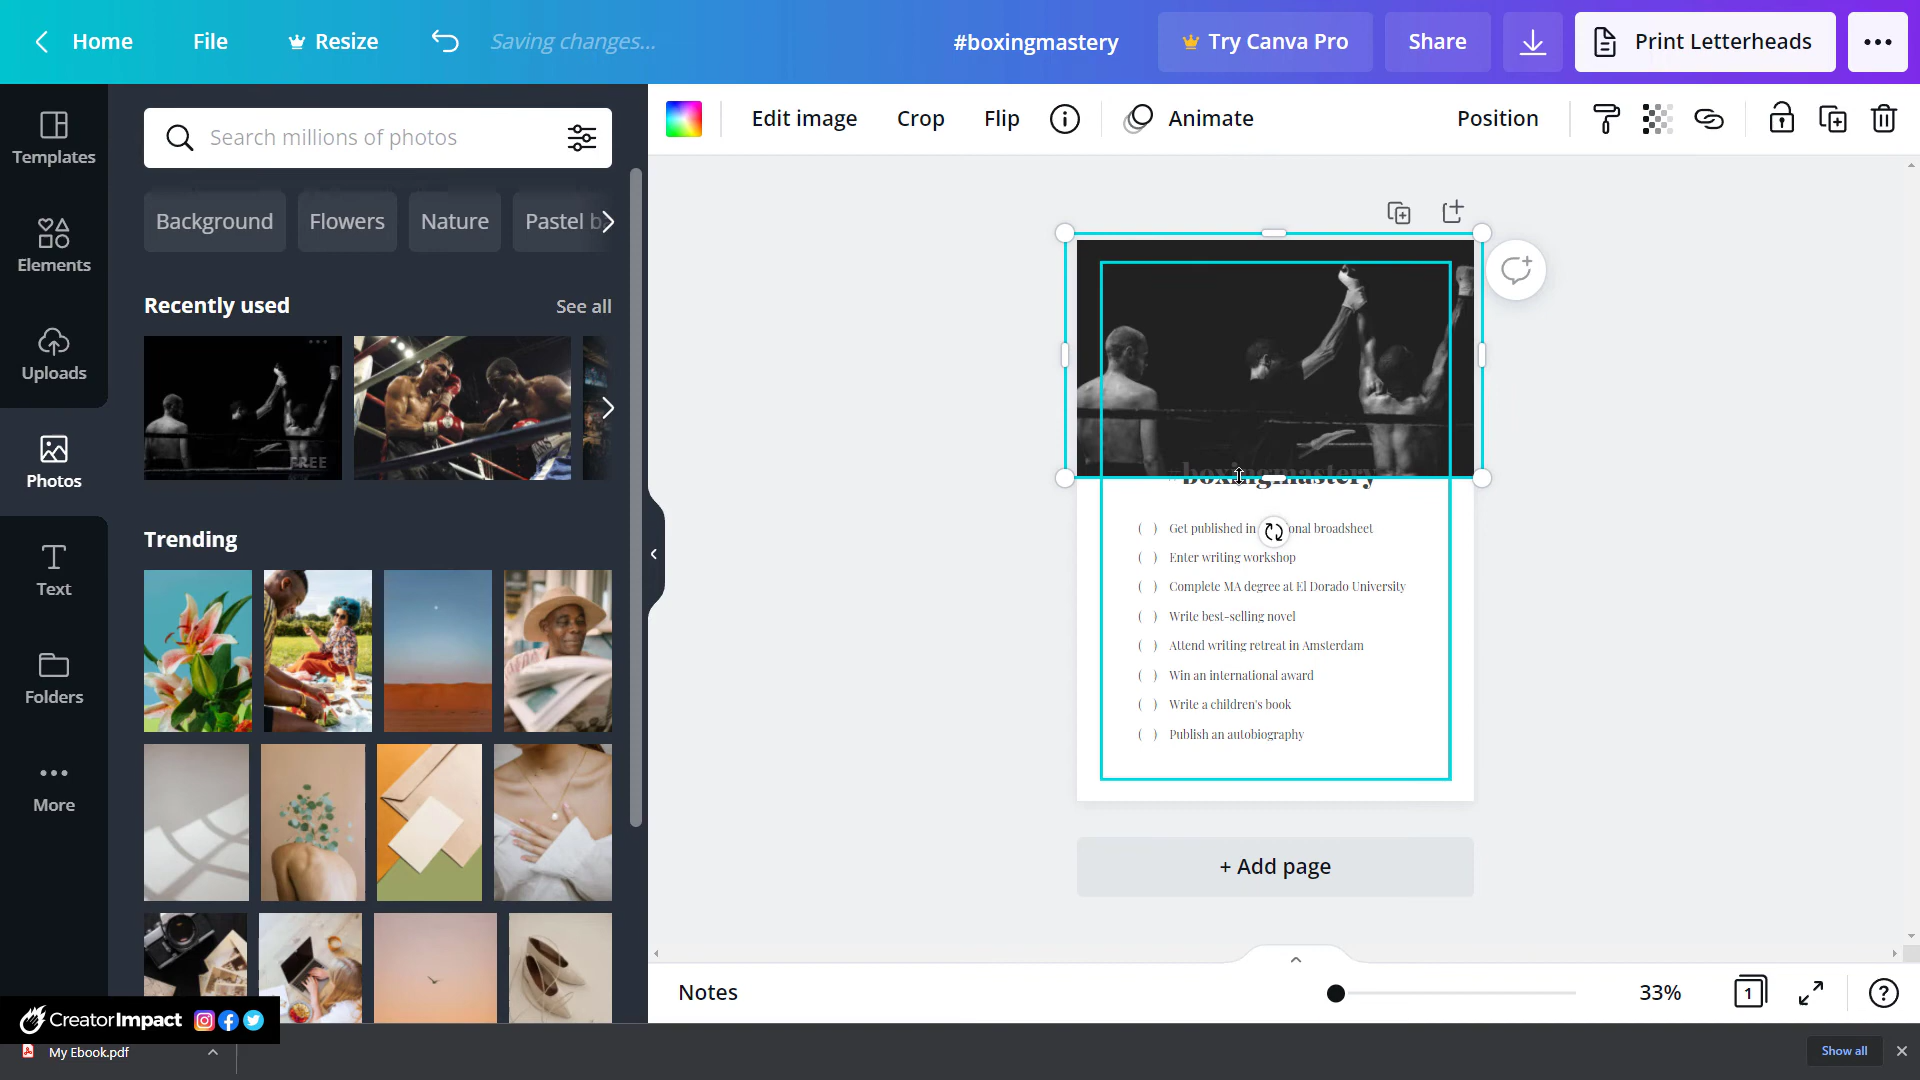 Home
File
Resize
Saving changes...
#boxingmastery
Try Canva Pro
Share
Print Letterheads
Templates
Elements
Uploads
Photos
Text
Folders
More
Search millions of photos
Background
Flowers
Nature
Pastel b
Recently used
See all
FREE
Trending
Edit image
Crop
Flip
Animate
Position
boxingmastery
( ) Get published in onal broadsheet
( ) Enter writing workshop
( ) Complete MA degree at El Dorado University
( ) Write best-selling novel
( ) Attend writing retreat in Amsterdam
( ) Win an international award
( ) Write a children's book
( ) Publish an autobiography
+ Add page
Notes
33%
1
CreatorImpact
My Ebook.pdf
Show all